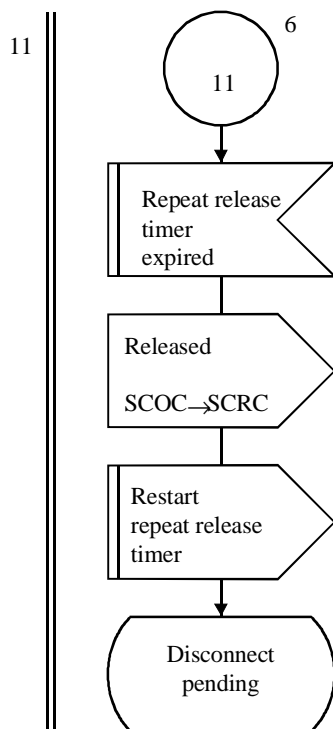 11
6
11
Repeat release
timer
expired
Released
SCOC→SCRC
Restart
repeat release
timer
Disconnect
pending